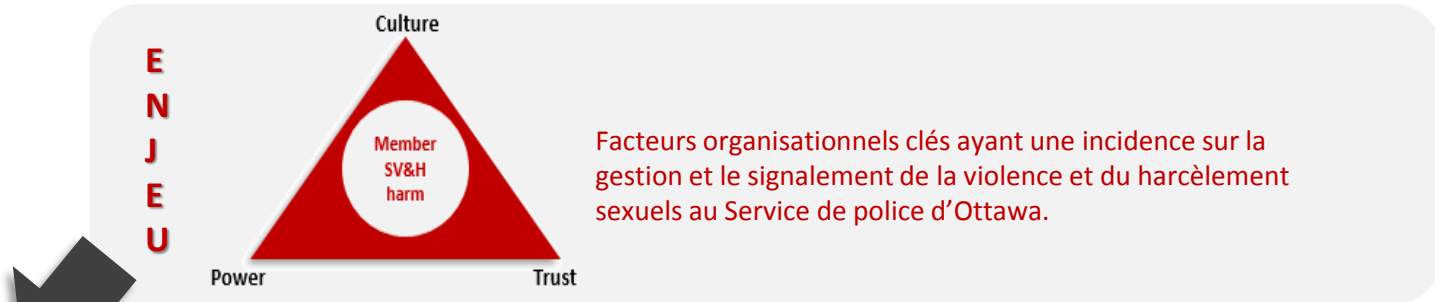 ENJEU
Culture
Member
SV&H
harm
Power
Trust
Facteurs organisationnels clés ayant une incidence sur la
gestion et le signalement de la violence et du harcèlement
sexuels au Service de police d’Ottawa.